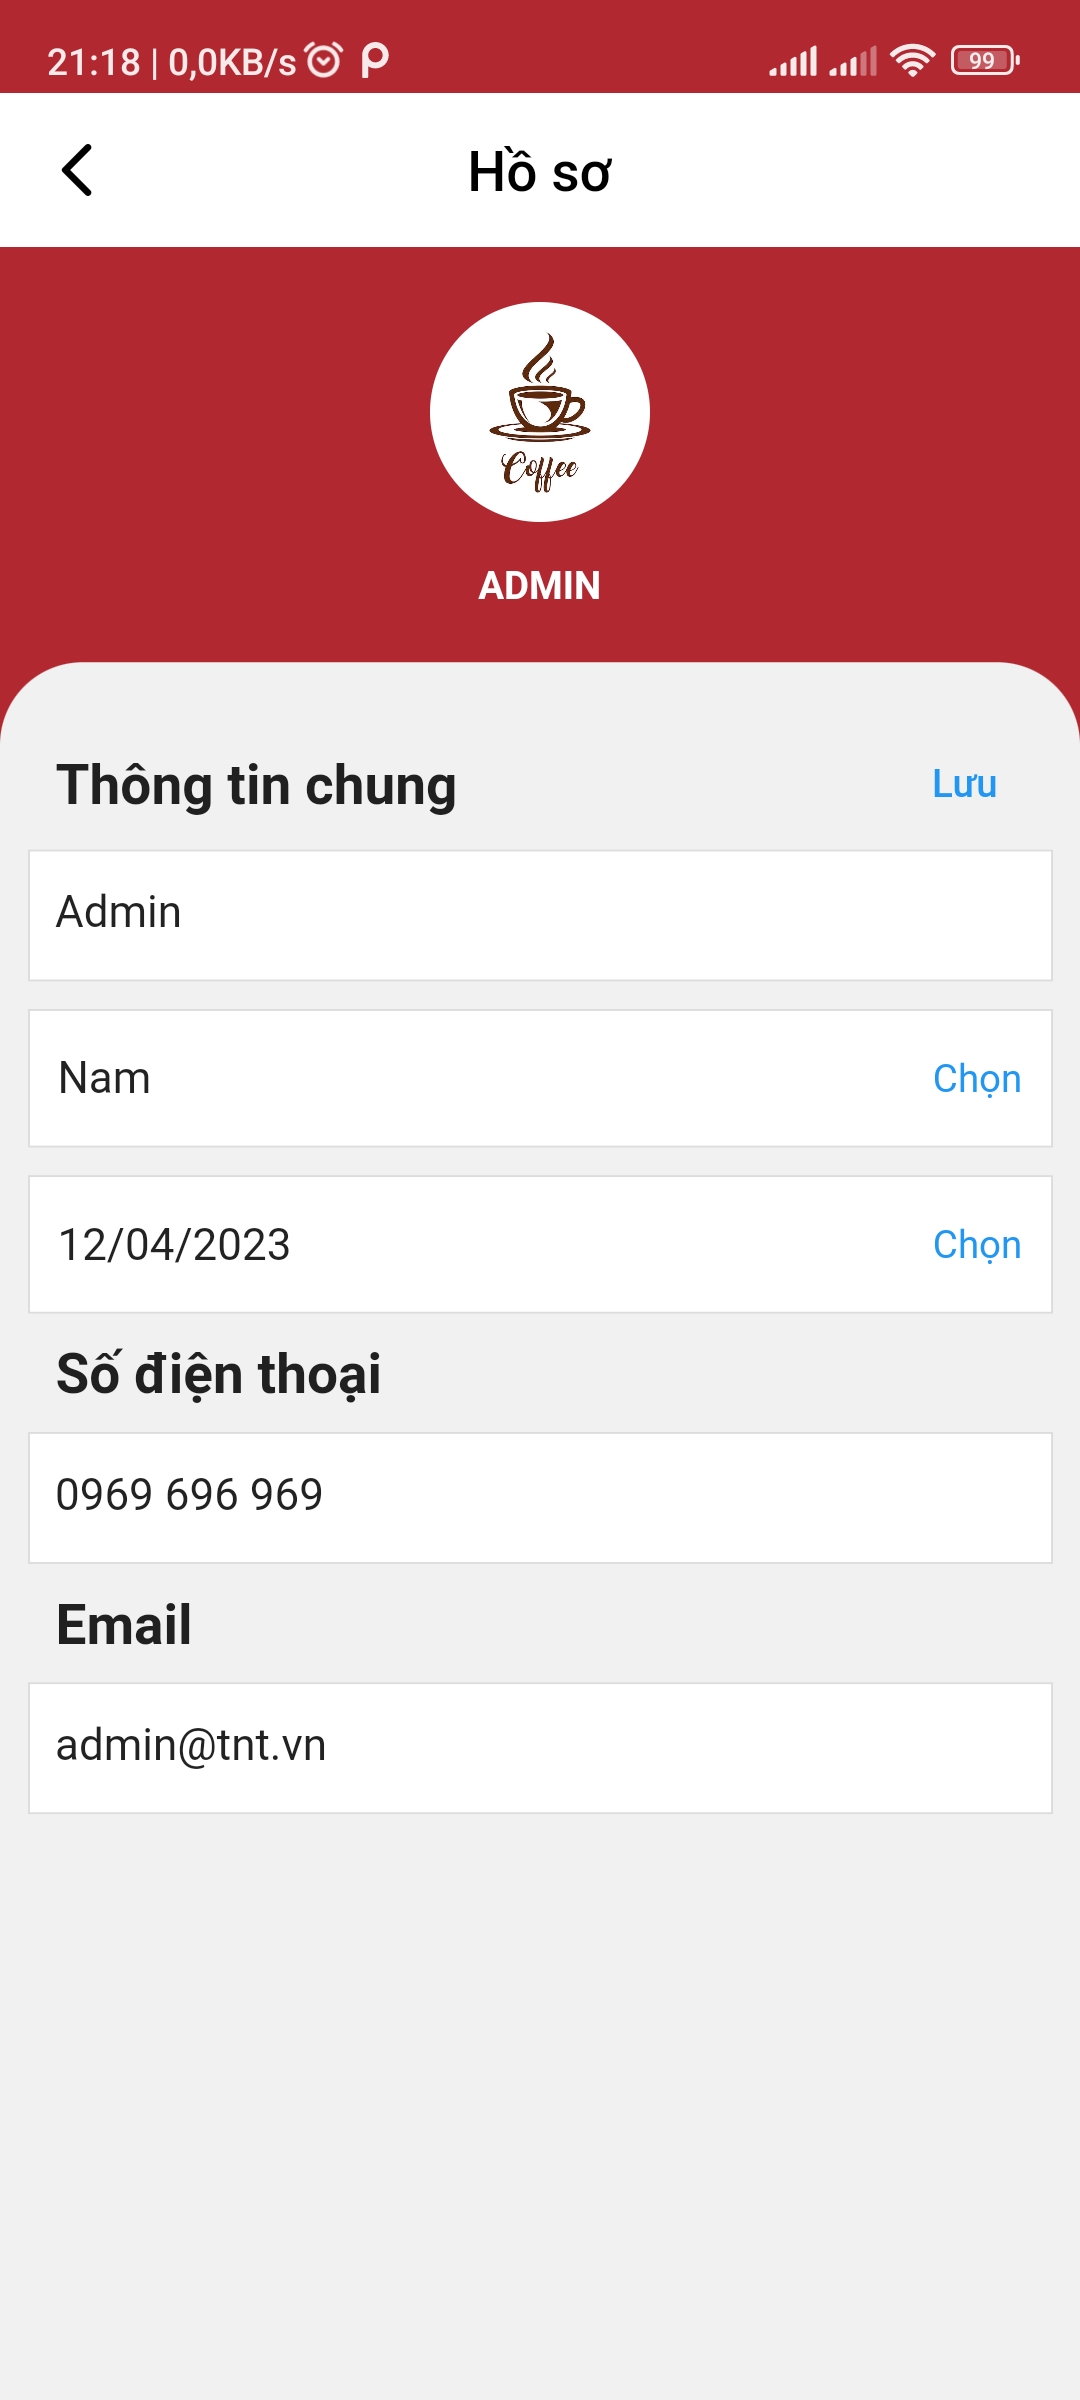 21:18 | 0,0KB/s
99
Hồ sơ
Coffee
ADMIN
Thông tin chung
Lưu
Admin
Nam
Chọn
12/04/2023
Chọn
Số điện thoại
0969 696 969
Email
admin@tnt.vn